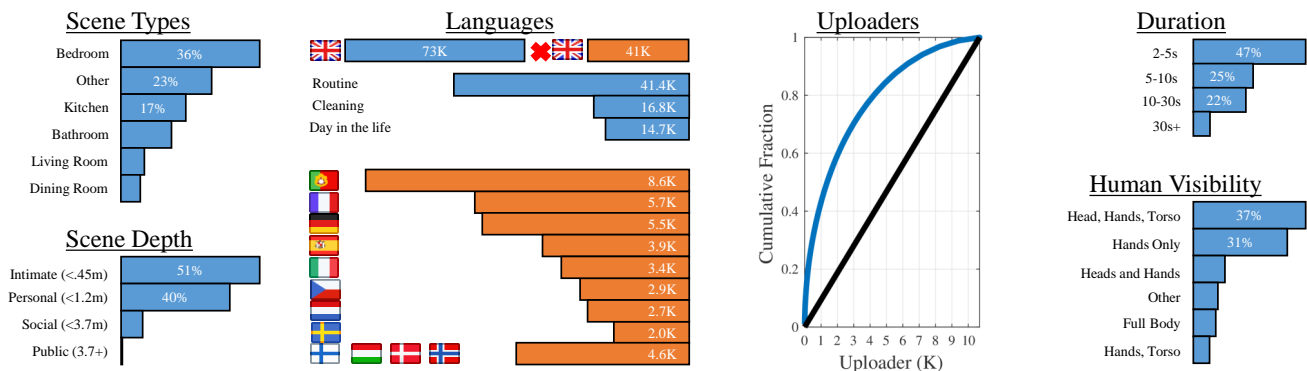 Scene Types
Bedroom 36%
Other 23%
Kitchen 17%
Bathroom
Living Room
Dining Room
Scene Depth
Intimate (<.45m) 51%
Personal (<1.2m) 40%
Social (<3.7m)
Public (3.7+)
Languages
73K 41K
Routine 41.4K
Cleaning 16.8K
Day in the life 14.7K
8.6K
5.7K
5.5K
3.9K
3.4K
2.9K
2.7K
2.0K
4.6K
Uploaders
Cumulative Fraction
1
0.8
0.6
0.4
0.2
0
0 1 2 3 4 5 6 7 8 9 10
Uploader (K)
Duration
2-5s 47%
5-10s 25%
10-30s 22%
30s+
Human Visibility
Head, Hands, Torso 37%
Hands Only 31%
Heads and Hands
Other
Full Body
Hands, Torso